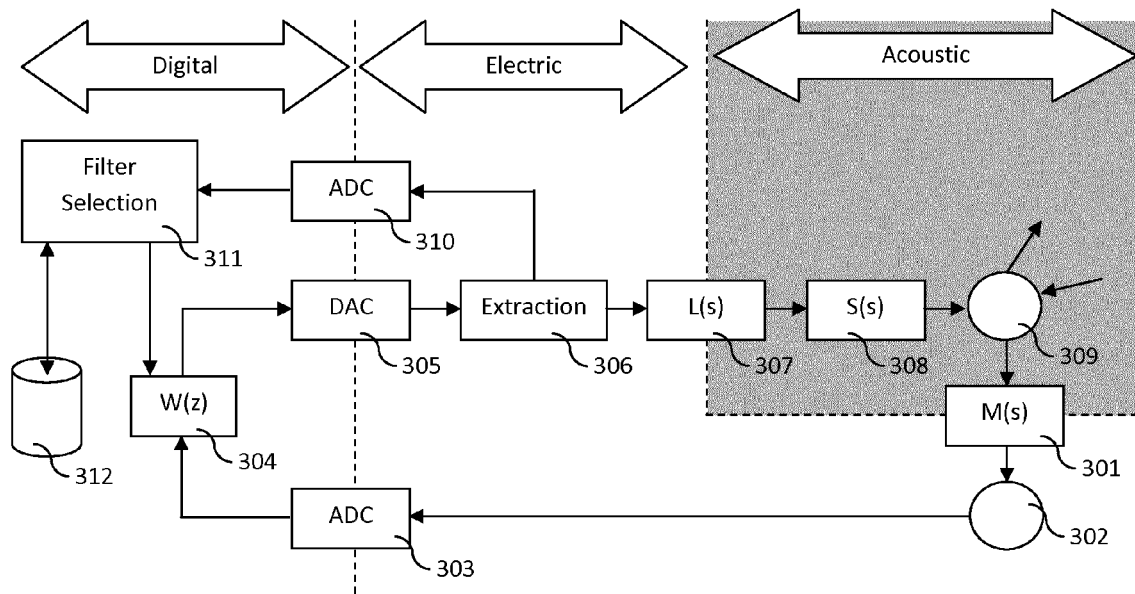 Digital
Electric
Acoustic
Filter
Selection
311
ADC
310
DAC
305
Extraction
306
L(s)
307
S(s)
308
309
312
W(z)
304
M(s)
301
ADC
303
302